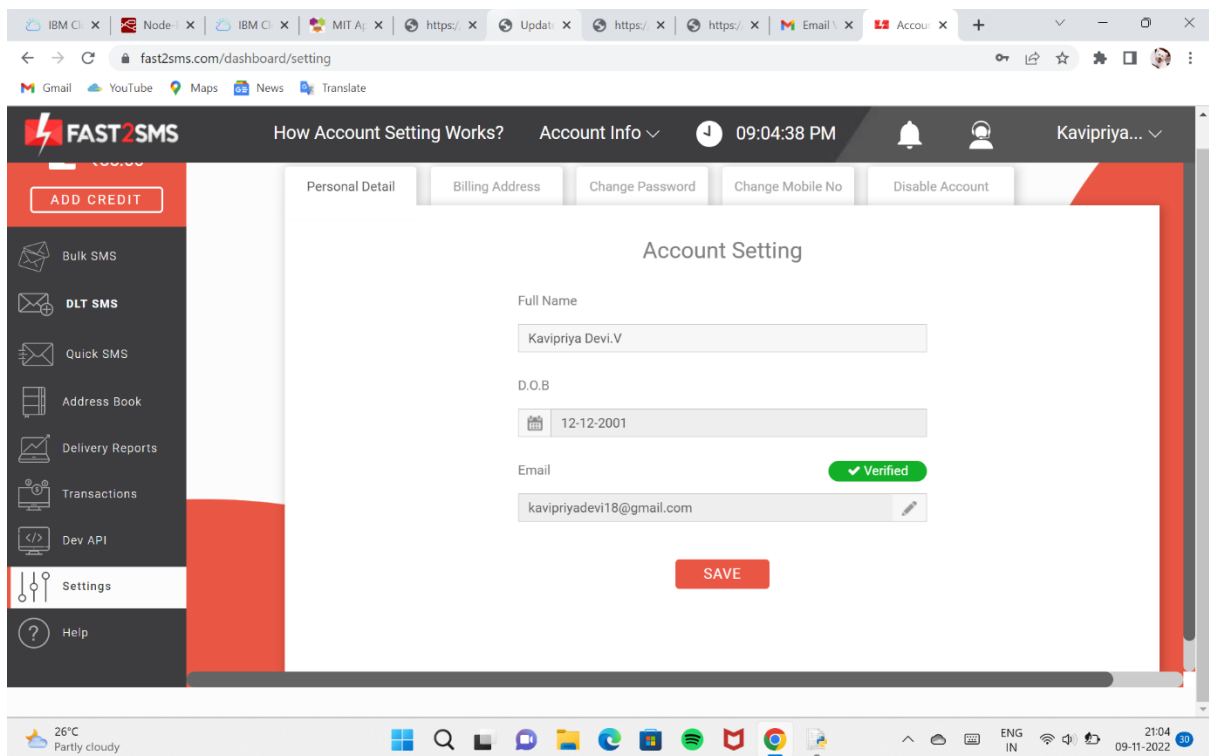 IBM Cl
Node-
IBM Cl
MIT Ap
https:/
Updat
https:/
https:/
Email
Accou
fast2sms.com/dashboard/setting
Gmail
YouTube
Maps
News
Translate
FAST2SMS
How Account Setting Works?
Account Info
09:04:38 PM
Kavipriya...
ADD CREDIT
Personal Detail
Billing Address
Change Password
Change Mobile No
Disable Account
Bulk SMS
DLT SMS
Quick SMS
Address Book
Delivery Reports
Transactions
Dev API
Settings
Help
Account Setting
Full Name
Kavipriya Devi.V
D.O.B
12-12-2001
Email
Verified
kavipriyadevi18@gmail.com
SAVE
26°C
Partly cloudy
ENG
IN
21:04
09-11-2022
30